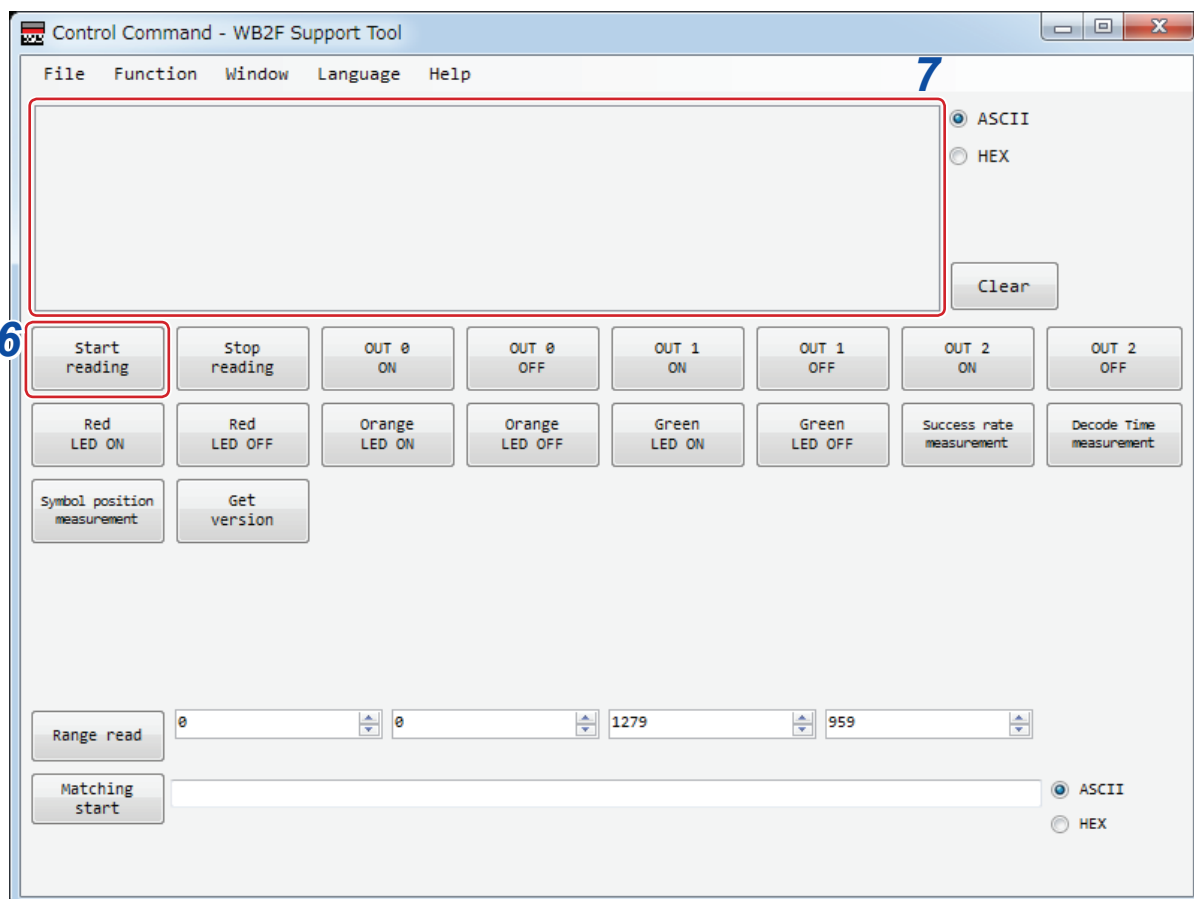 Control Command - WB2F Support Tool
File Function Window Language Help
7
ASCII
HEX
Clear
6
Start
reading
Stop
reading
OUT 0
ON
OUT 0
OFF
OUT 1
ON
OUT 1
OFF
OUT 2
ON
OUT 2
OFF
Red
LED ON
Red
LED OFF
Orange
LED ON
Orange
LED OFF
Green
LED ON
Green
LED OFF
Success rate
measurement
Decode Time
measurement
Symbol position
measurement
Get
version
Range read
0
0
1279
959
Matching
start
ASCII
HEX